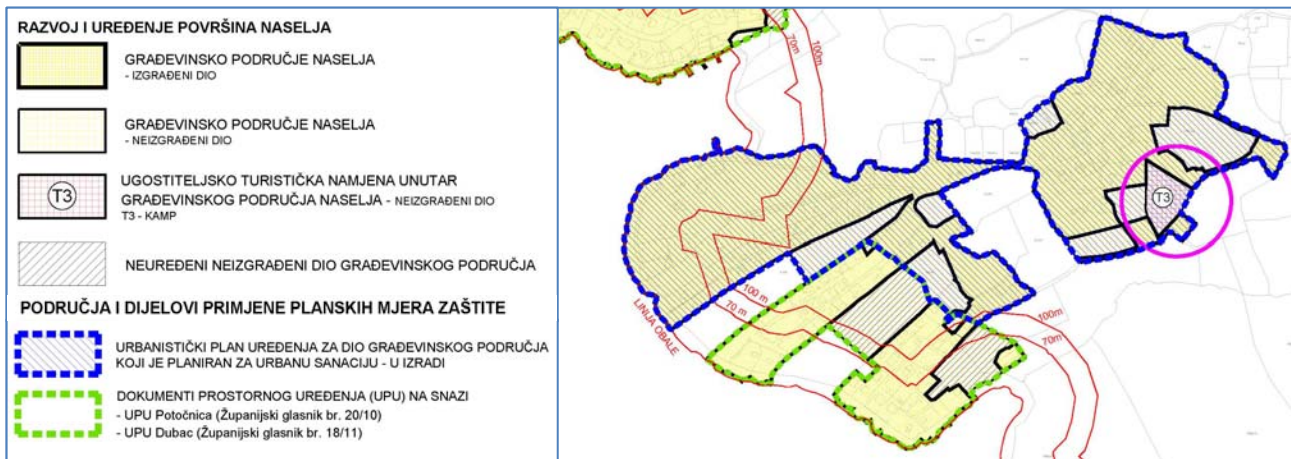 RAZVOJ I UREĐENJE POVRŠINA NASELJA
GRAĐEVINSKO PODRUČJE NASELJA
- IZGRAĐENI DIO
GRAĐEVINSKO PODRUČJE NASELJA
- NEIZGRAĐENI DIO
T3
UGOSTITELJSKO TURISTIČKA NAMJENA UNUTAR
GRAĐEVINSKOG PODRUČJA NASELJA - NEIZGRAĐENI DIO
T3 - KAMP
NEUREĐENI NEIZGRAĐENI DIO GRAĐEVINSKOG PODRUČJA
PODRUČJA I DIJELOVI PRIMJENE PLANSKIH MJERA ZAŠTITE
URBANISTIČKI PLAN UREĐENJA ZA DIO GRAĐEVINSKOG PODRUČJA
KOJI JE PLANIRAN ZA URBANU SANACIJU - U IZRADI
DOKUMENTI PROSTORNOG UREĐENJA (UPU) NA SNAZI
- UPU Potočnica (Županijski glasnik br. 20/10)
- UPU Dubac (Županijski glasnik br. 18/11)
70m
100m
T3
100 m
70 m
LINIJA OBALE
100m
70m